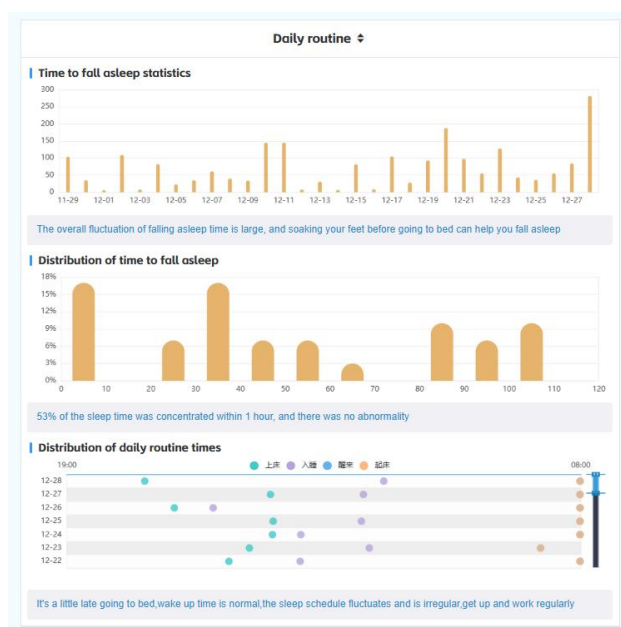 Daily routine
Time to fall asleep statistics
300
250
200
150
100
50
0
11-29 12-01 12-03 12-05 12-07 12-09 12-11 12-13 12-15 12-17 12-19 12-21 12-23 12-25 12-27
The overall fluctuation of falling asleep time is large, and soaking your feet before going to bed can help you fall asleep
Distribution of time to fall asleep
18%
15%
12%
9%
6%
3%
0%
0 10 20 30 40 50 60 70 80 90 100 110 120
53% of the sleep time was concentrated within 1 hour, and there was no abnormality
Distribution of daily routine times
上床 入睡 醒來 起床
19:00 08:00
12-28
12-27
12-26
12-25
12-24
12-23
12-22
It's a little late going to bed,wake up time is normal,the sleep schedule fluctuates and is irregular,get up and work regularly